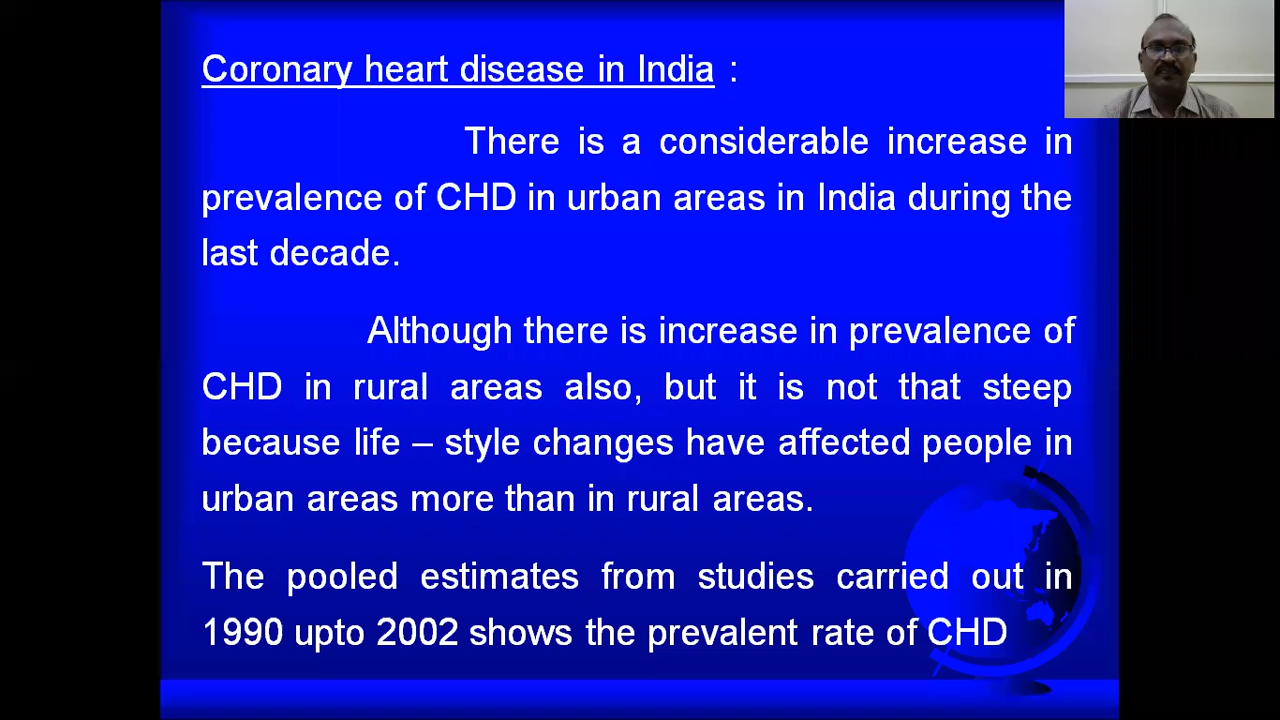 Coronary heart disease in India :
There is a considerable increase in
prevalence of CHD in urban areas in India during the
last decade.
Although there is increase in prevalence of
CHD in rural areas also, but it is not that steep
because life – style changes have affected people in
urban areas more than in rural areas.
The pooled estimates from studies carried out in
1990 upto 2002 shows the prevalent rate of CHD